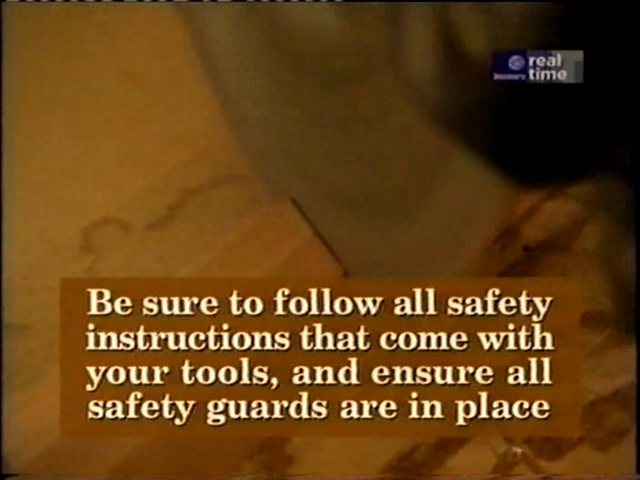 real
time
Be sure to follow all safety
instructions that come with
your tools, and ensure all
safety guards are in place